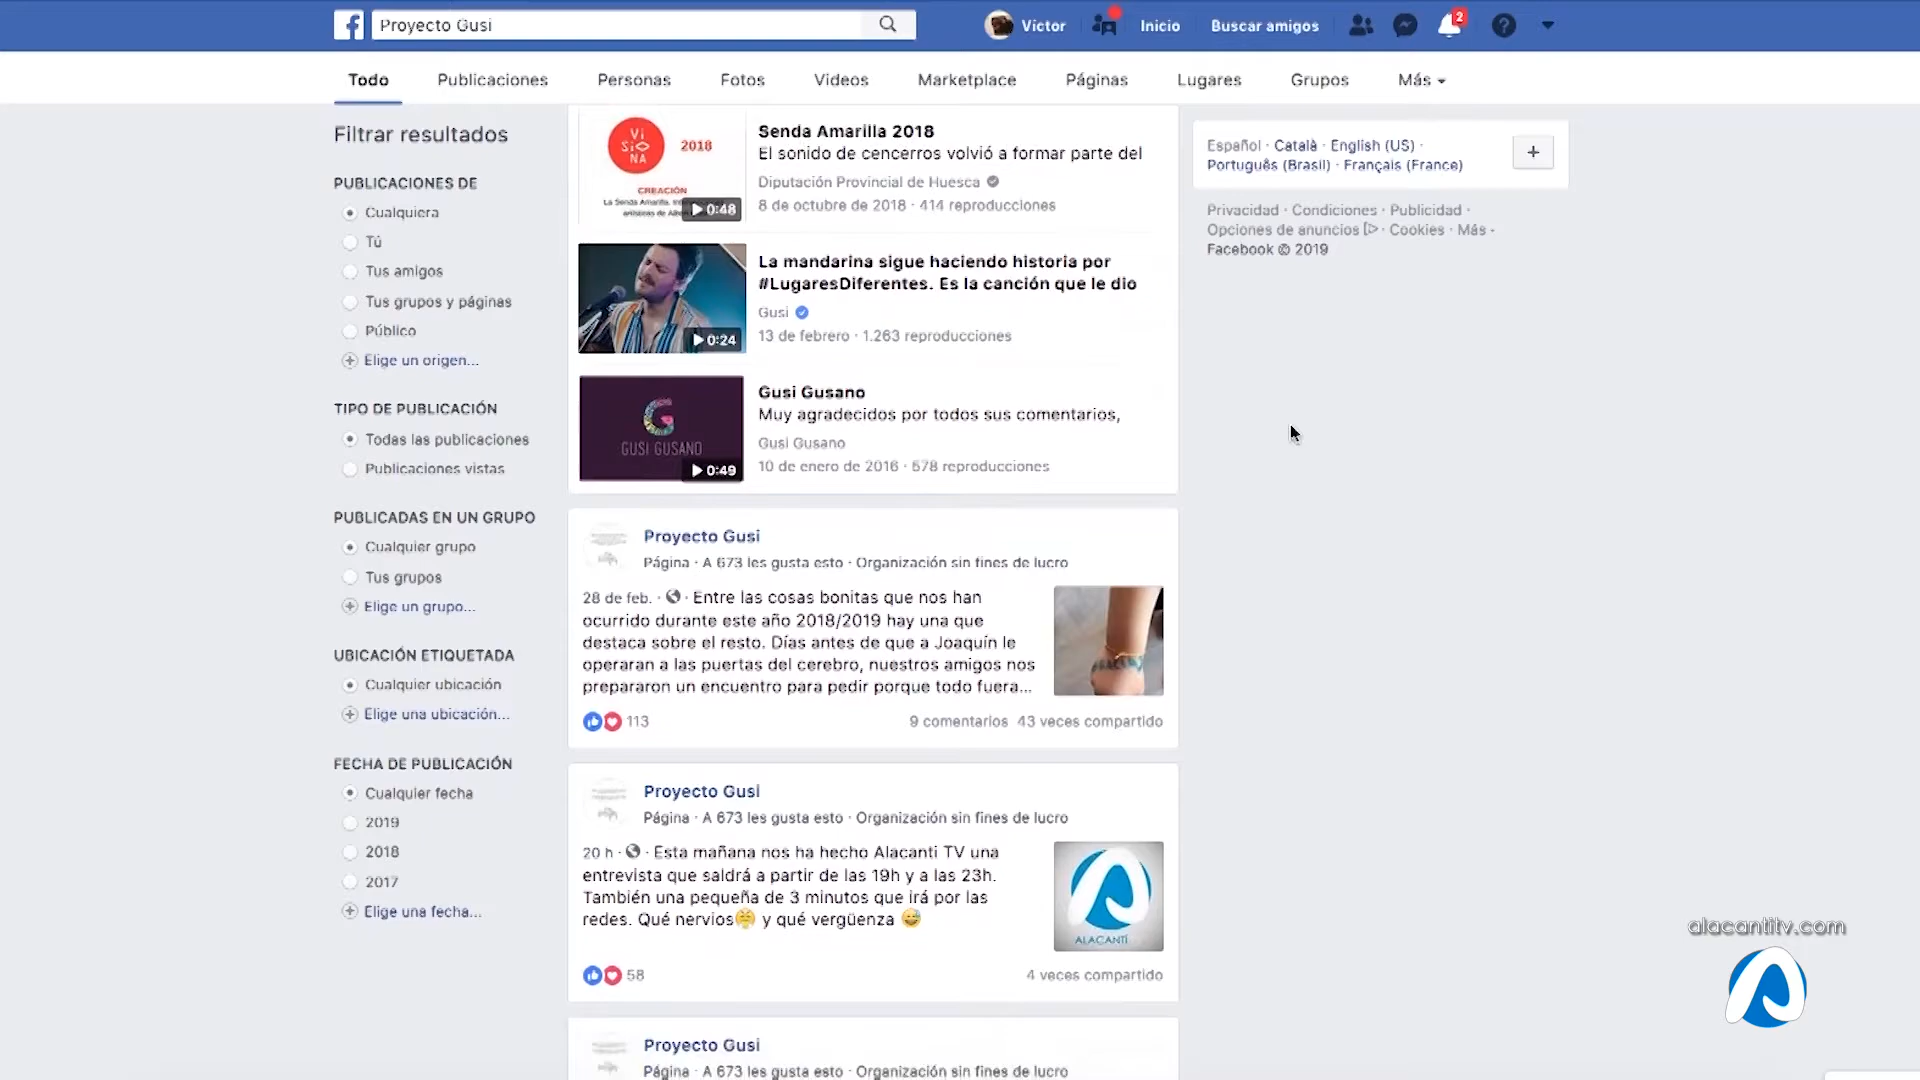 Proyecto Gusi
Víctor
Inicio
Buscar amigos
2
Todo
Publicaciones
Personas
Fotos
Videos
Marketplace
Páginas
Lugares
Grupos
Más
Filtrar resultados
PUBLICACIONES DE
Cualquiera
Tú
Tus amigos
Tus grupos y páginas
Público
Elige un origen...
TIPO DE PUBLICACIÓN
Todas las publicaciones
Publicaciones vistas
PUBLICADAS EN UN GRUPO
Cualquier grupo
Tus grupos
Elige un grupo...
UBICACIÓN ETIQUETADA
Cualquier ubicación
Elige una ubicación...
FECHA DE PUBLICACIÓN
Cualquier fecha
2019
2018
2017
Elige una fecha...
VISIONA
2018
CREACIÓN
La Senda Amarilla.
0:48
Senda Amarilla 2018
El sonido de cencerros volvió a formar parte del
Diputación Provincial de Huesca
8 de octubre de 2018 · 414 reproducciones
0:24
La mandarina sigue haciendo historia por
#LugaresDiferentes. Es la canción que le dio
Gusi
13 de febrero · 1.263 reproducciones
GUSI GUSANO
0:49
Gusi Gusano
Muy agradecidos por todos sus comentarios,
Gusi Gusano
10 de enero de 2016 · 578 reproducciones
Proyecto Gusi
Página · A 673 les gusta esto · Organización sin fines de lucro
28 de feb. · Entre las cosas bonitas que nos han
ocurrido durante este año 2018/2019 hay una que
destaca sobre el resto. Días antes de que a Joaquín le
operaran a las puertas del cerebro, nuestros amigos nos
prepararon un encuentro para pedir porque todo fuera...
113
9 comentarios 43 veces compartido
Proyecto Gusi
Página · A 673 les gusta esto · Organización sin fines de lucro
20 h · Esta mañana nos ha hecho Alacanti TV una
entrevista que saldrá a partir de las 19h y a las 23h.
También una pequeña de 3 minutos que irá por las
redes. Qué nervios😤 y qué vergüenza 😅
ALACANTÍ
58
4 veces compartido
Proyecto Gusi
Página · A 673 les gusta esto · Organización sin fines de lucro
Español · Català · English (US) ·
Português (Brasil) · Français (France)
Privacidad · Condiciones · Publicidad ·
Opciones de anuncios · Cookies · Más
Facebook © 2019
alacantitv.com